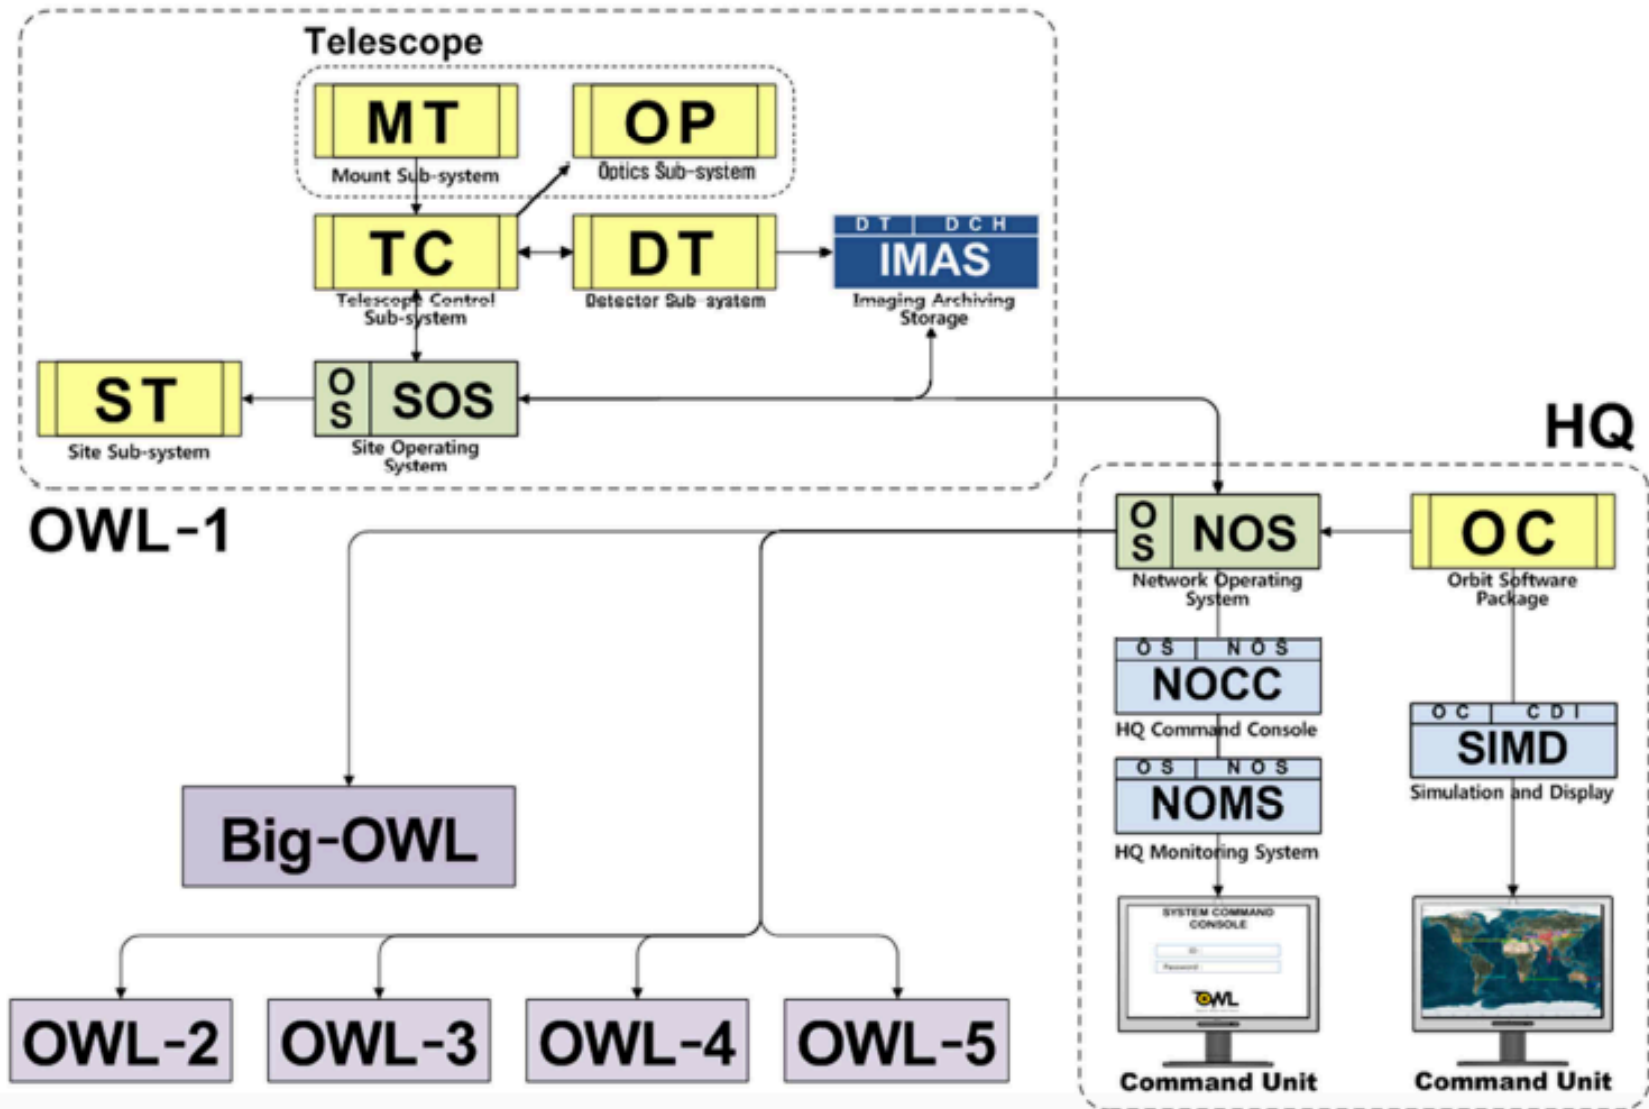 Telescope
MT
Mount Sub-system
OP
Optics Sub-system
TC
Telescope Control
Sub-system
DT
Detector Sub-syatem
DT DCH
IMAS
Imaging Archiving
Storage
ST
Site Sub-system
OS
SOS
Site Operating
System
OWL-1
HQ
OS
NOS
Network Operating
System
OC
Orbit Software
Package
OS NOS
NOCC
HQ Command Console
OS NOS
NOMS
HQ Monitoring System
OC CDI
SIMD
Simulation and Display
Big-OWL
OWL-2
OWL-3
OWL-4
OWL-5
SYSTEM COMMAND
CONSOLE
ID :
Password :
OWL
Command Unit
Command Unit